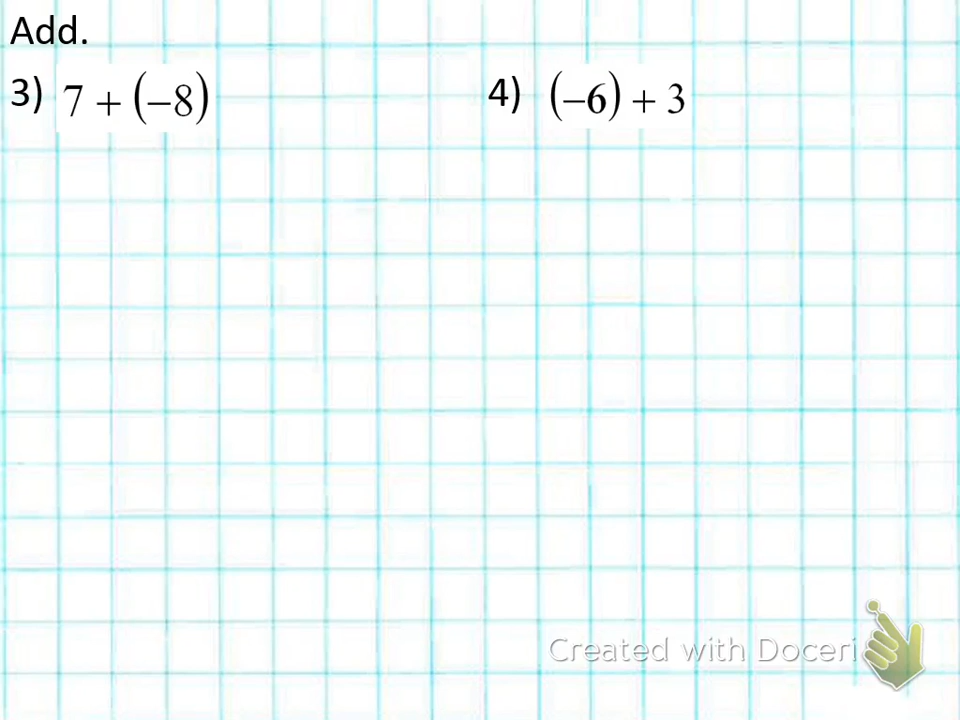 Add.
3) 7 + (−8)
4) (−6) + 3
Created with Doceri